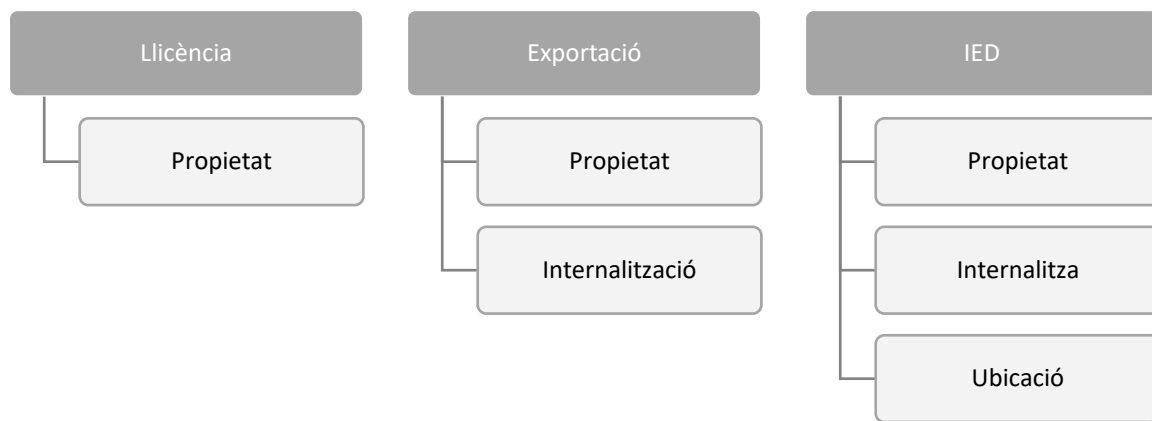 Llicència
Propietat
Exportació
Propietat
Internalització
IED
Propietat
Internalitza
Ubicació